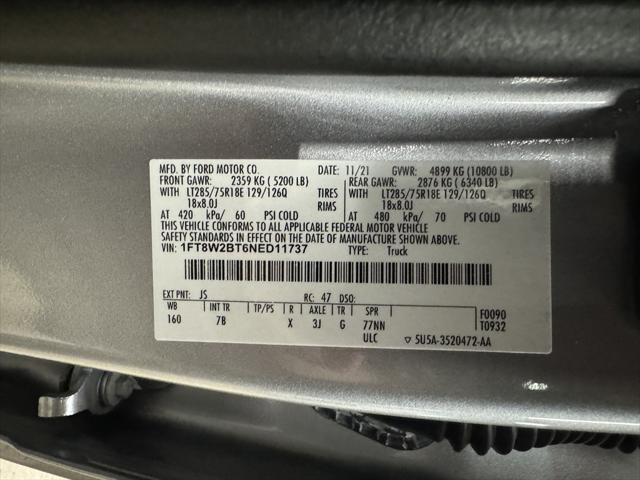 MFD. BY FORD MOTOR CO. DATE: 11/21 GVWR: 4899 KG (10800 LB)
FRONT GAWR: 2359 KG ( 5200 LB) REAR GAWR: 2876 KG ( 6340 LB)
WITH LT285/75R18E 129/126Q TIRES WITH LT285/75R18E 129/126Q TIRES
18x8.0J RIMS 18x8.0J RIMS
AT 420 kPa/ 60 PSI COLD AT 480 kPa/ 70 PSI COLD
THIS VEHICLE CONFORMS TO ALL APPLICABLE FEDERAL MOTOR VEHICLE
SAFETY STANDARDS IN EFFECT ON THE DATE OF MANUFACTURE SHOWN ABOVE.
VIN: 1FT8W2BT6NED11737 TYPE: Truck
EXT PNT: JS RC: 47 DSO: F0090
WB INT TR TP/PS R AXLE TR SPR T0932
160 7B X 3J G 77NN
ULC ▽ 5U5A-3520472-AA